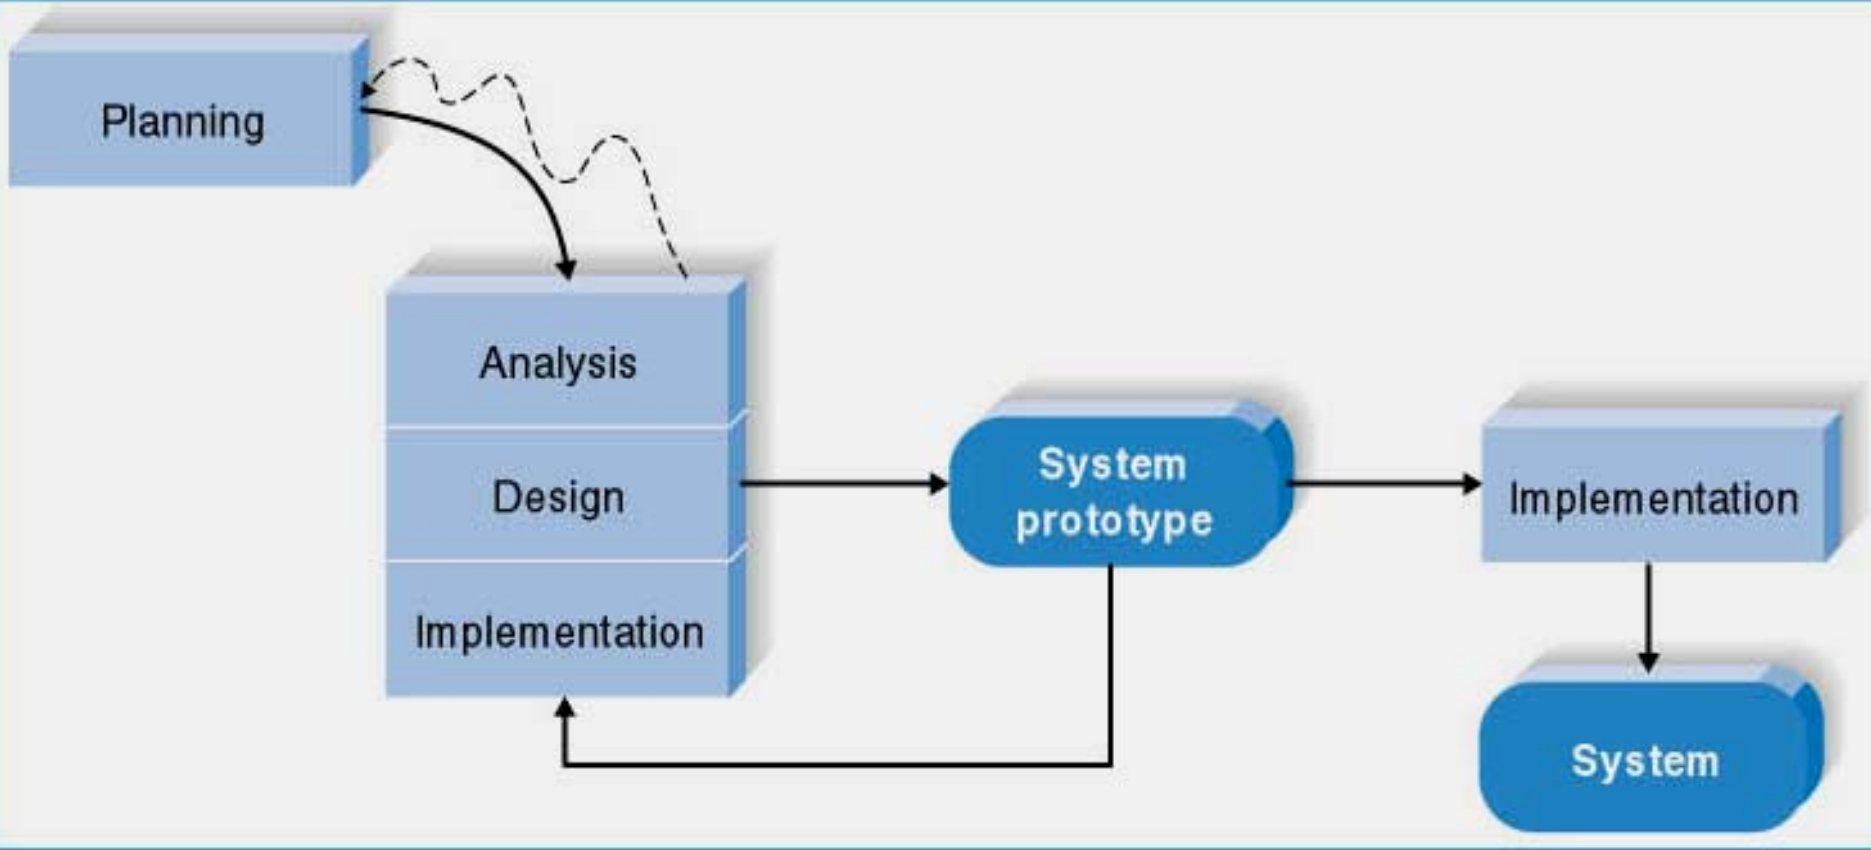 Planning
Analysis
Design
Implementation
System
prototype
Implementation
System